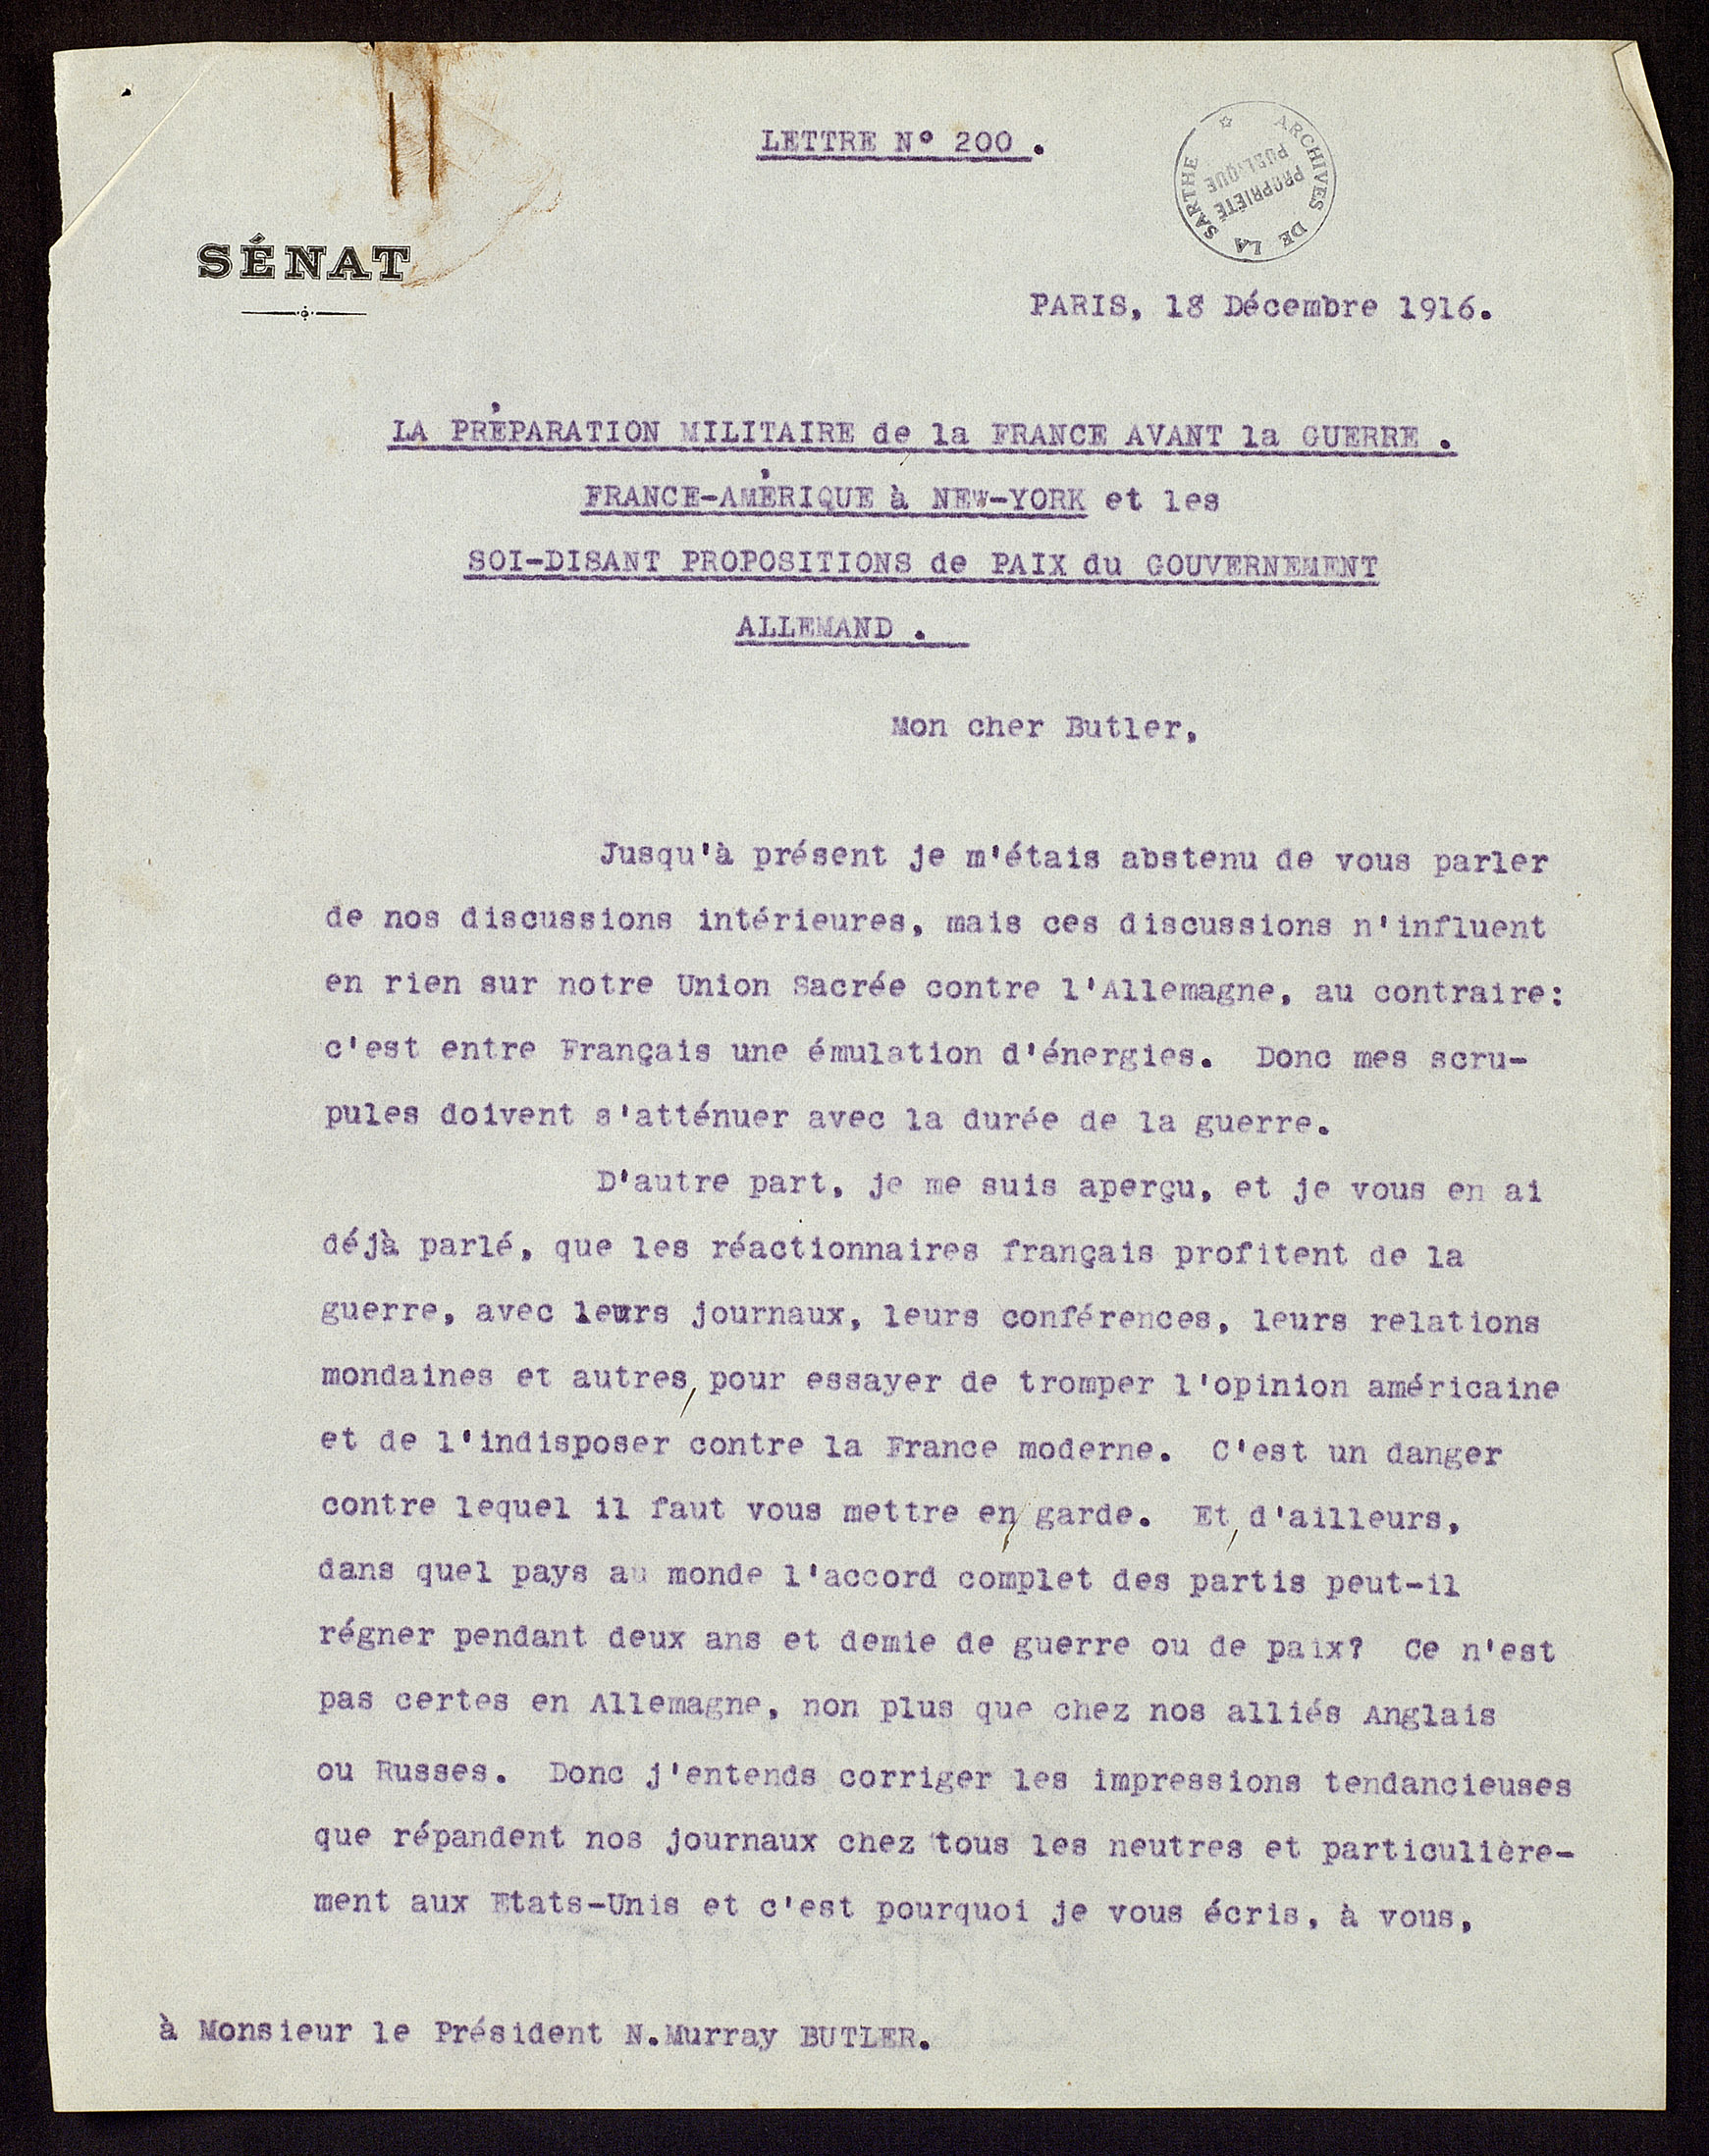 LETTRE N° 200 .
ARCHIVES DE LA SARTHE
PROPRIÉTÉ
PUBLIQUE
SÉNAT
PARIS, 18 Décembre 1916.
LA PRÉPARATION MILITAIRE de la FRANCE AVANT la GUERRE .
FRANCE-AMÉRIQUE à NEW-YORK et les
SOI-DISANT PROPOSITIONS de PAIX du GOUVERNEMENT
ALLEMAND .
Mon cher Butler,
Jusqu'à présent je m'étais abstenu de vous parler
de nos discussions intérieures, mais ces discussions n'influent
en rien sur notre Union Sacrée contre l'Allemagne, au contraire:
c'est entre Français une émulation d'énergies. Donc mes scru-
pules doivent s'atténuer avec la durée de la guerre.
D'autre part, je me suis aperçu, et je vous en ai
déjà parlé, que les réactionnaires français profitent de la
guerre, avec leurs journaux, leurs conférences, leurs relations
mondaines et autres, pour essayer de tromper l'opinion américaine
et de l'indisposer contre la France moderne. C'est un danger
contre lequel il faut vous mettre en garde. Et, d'ailleurs,
dans quel pays au monde l'accord complet des partis peut-il
régner pendant deux ans et demie de guerre ou de paix? Ce n'est
pas certes en Allemagne, non plus que chez nos alliés Anglais
ou Russes. Donc j'entends corriger les impressions tendancieuses
que répandent nos journaux chez tous les neutres et particulière-
ment aux Etats-Unis et c'est pourquoi je vous écris, à vous,
à Monsieur le Président N.Murray BUTLER.